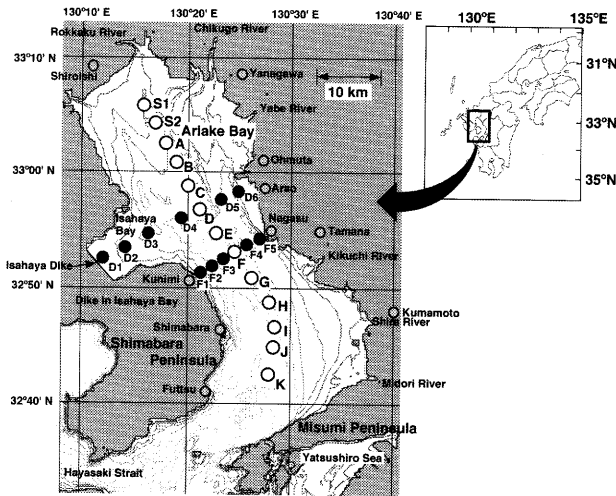 130°10' E
130°20' E
130°30' E
130°40' E
130°E
135°E
Rokkaku River
Chikugo River
33°10' N
Shiroishi
Yanagawa
10 km
31°N
S1
Yabe River
S2
Ariake Bay
33°N
A
B
Ohmuta
33°00' N
C
Arao
D6
35°N
D5
D
Isahaya
Bay
D4
Nagasu
D3
E
Tamana
D2
F5
F4
Kikuchi River
D1
F
F3
Isahaya Dike
F2
F1
Kunimi
G
32°50' N
Dike in Isahaya Bay
H
Kumamoto
Shira River
Shimabara
I
Shimabara
Peninsula
J
K
Midori River
Futtsu
32°40' N
Misumi Peninsula
Yatsushiro Sea
Hayasaki Strait